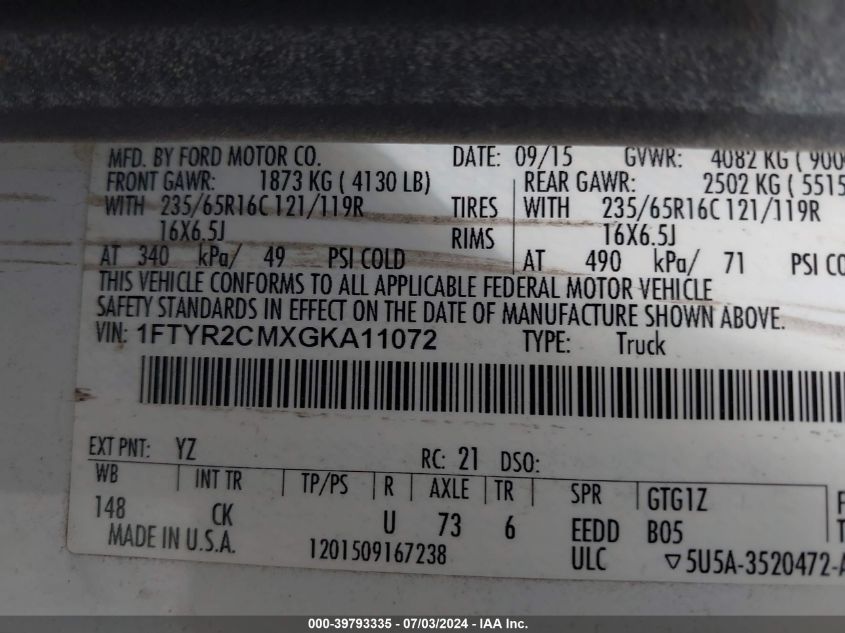 MFD. BY FORD MOTOR CO. DATE: 09/15 GVWR: 4082 KG ( 900
FRONT GAWR: 1873 KG ( 4130 LB) REAR GAWR: 2502 KG ( 5515
WITH 235/65R16C 121/119R TIRES WITH 235/65R16C 121/119R
16X6.5J RIMS 16X6.5J
AT 340 kPa/ 49 PSI COLD AT 490 kPa/ 71 PSI CO
THIS VEHICLE CONFORMS TO ALL APPLICABLE FEDERAL MOTOR VEHICLE
SAFETY STANDARDS IN EFFECT ON THE DATE OF MANUFACTURE SHOWN ABOVE.
VIN: 1FTYR2CMXGKA11072 TYPE: Truck
EXT PNT: YZ RC: 21 DSO:
WB INT TR TP/PS R AXLE TR SPR GTG1Z
148 CK U 73 6 EEDD B05
MADE IN U.S.A. 1201509167238 ULC ▽5U5A-3520472-A
000-39793335 - 07/03/2024 - IAA Inc.